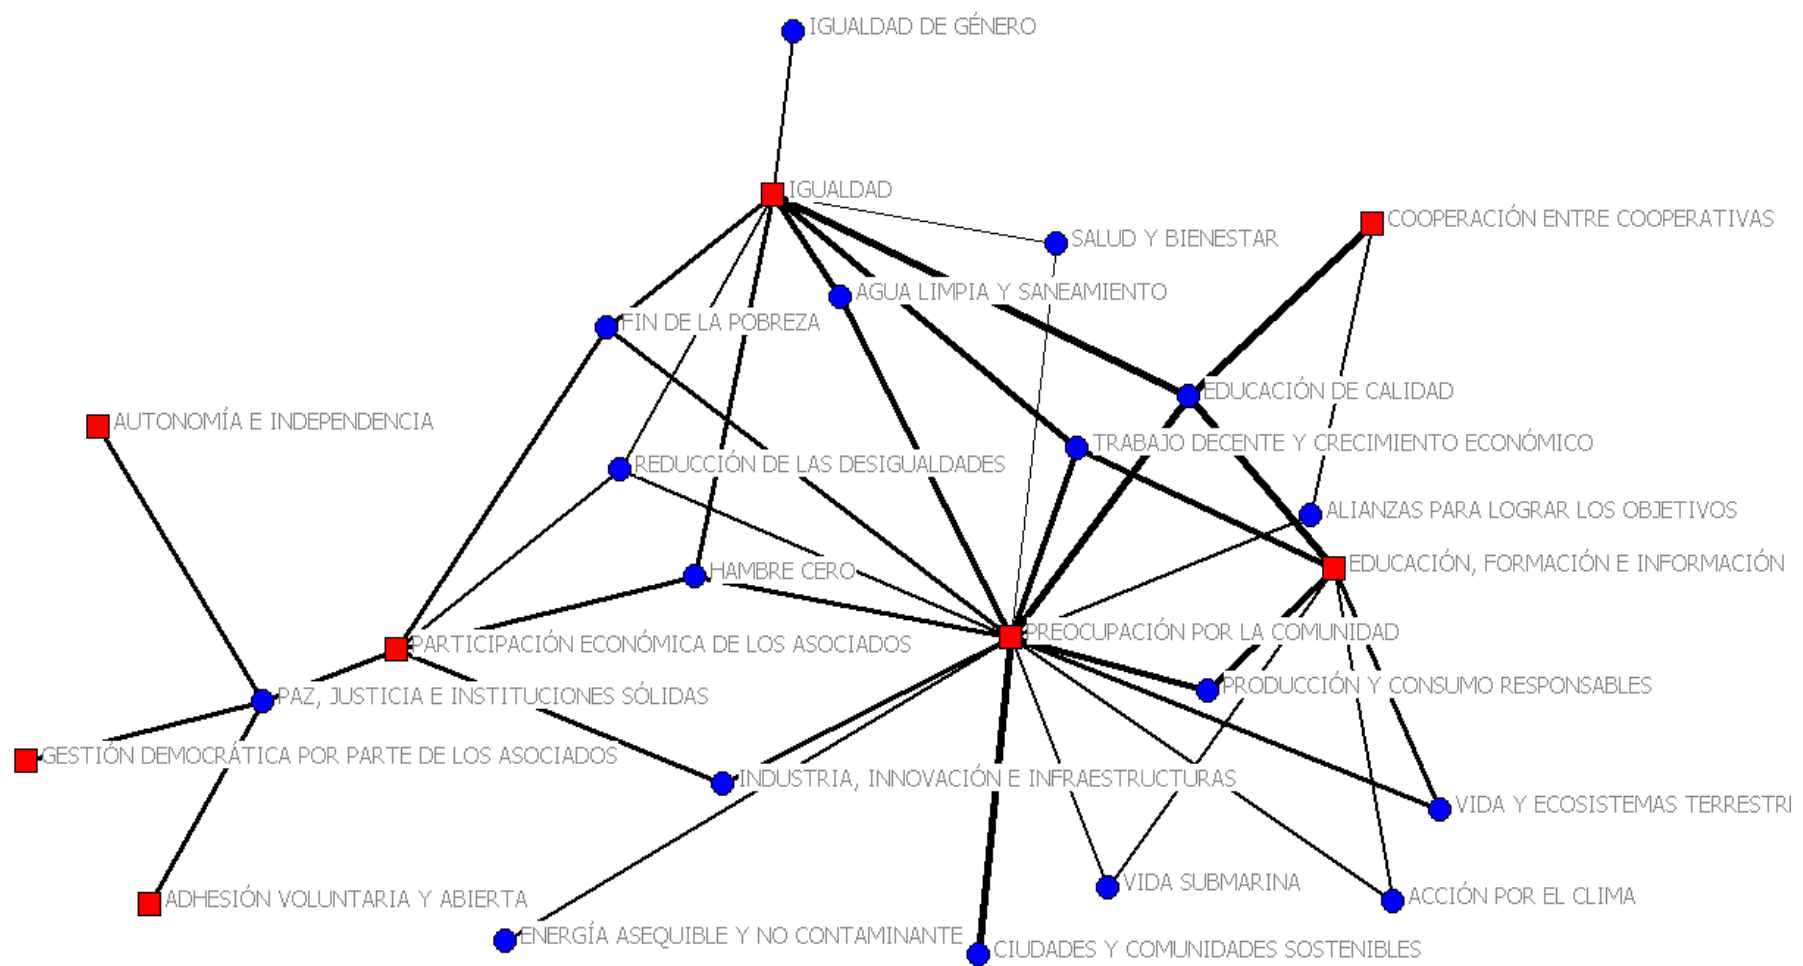 IGUALDAD DE GÉNERO
IGUALDAD
COOPERACIÓN ENTRE COOPERATIVAS
SALUD Y BIENESTAR
AGUA LIMPIA Y SANEAMIENTO
FIN DE LA POBREZA
EDUCACIÓN DE CALIDAD
AUTONOMÍA E INDEPENDENCIA
TRABAJO DECENTE Y CRECIMIENTO ECONÓMICO
REDUCCIÓN DE LAS DESIGUALDADES
ALIANZAS PARA LOGRAR LOS OBJETIVOS
EDUCACIÓN, FORMACIÓN E INFORMACIÓN
HAMBRE CERO
PREOCUPACIÓN POR LA COMUNIDAD
PARTICIPACIÓN ECONÓMICA DE LOS ASOCIADOS
PRODUCCIÓN Y CONSUMO RESPONSABLES
PAZ, JUSTICIA E INSTITUCIONES SÓLIDAS
GESTIÓN DEMOCRÁTICA POR PARTE DE LOS ASOCIADOS
INDUSTRIA, INNOVACIÓN E INFRAESTRUCTURAS
VIDA Y ECOSISTEMAS TERRESTRI
VIDA SUBMARINA
ACCIÓN POR EL CLIMA
ADHESIÓN VOLUNTARIA Y ABIERTA
ENERGÍA ASEQUIBLE Y NO CONTAMINANTE
CIUDADES Y COMUNIDADES SOSTENIBLES